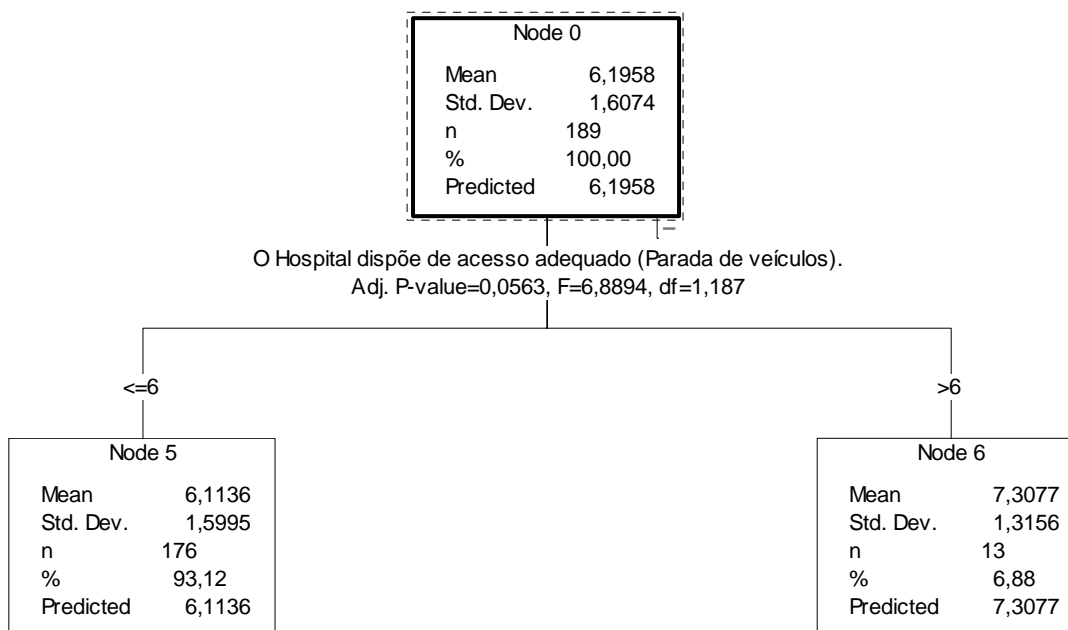 Node 0
Mean 6,1958
Std. Dev. 1,6074
n 189
% 100,00
Predicted 6,1958
O Hospital dispõe de acesso adequado (Parada de veículos).
Adj. P-value=0,0563, F=6,8894, df=1,187
<=6
>6
Node 5
Mean 6,1136
Std. Dev. 1,5995
n 176
% 93,12
Predicted 6,1136
Node 6
Mean 7,3077
Std. Dev. 1,3156
n 13
% 6,88
Predicted 7,3077